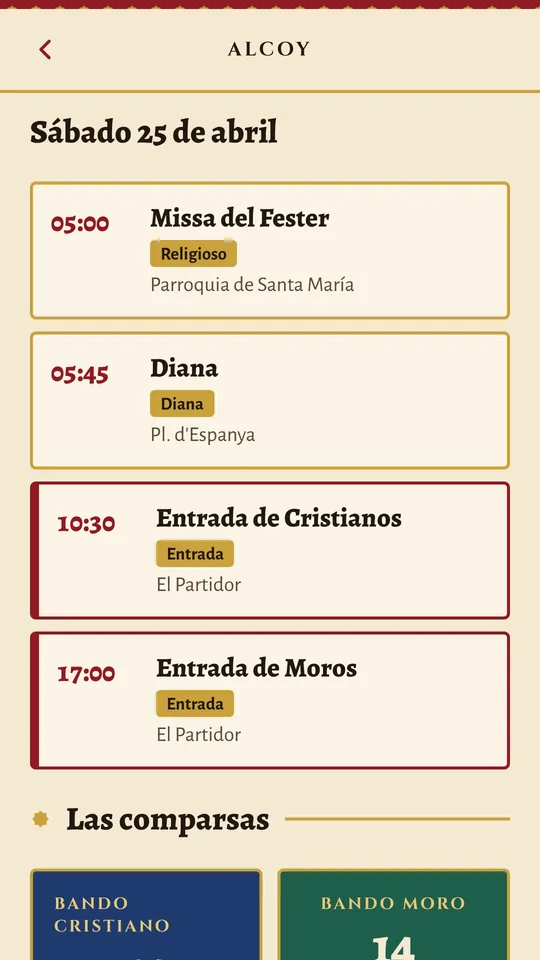 ALCOY
Sábado 25 de abril
05:00
Missa del Fester
Religioso
Parroquia de Santa María
05:45
Diana
Diana
Pl. d'Espanya
10:30
Entrada de Cristianos
Entrada
El Partidor
17:00
Entrada de Moros
Entrada
El Partidor
Las comparsas
BANDO
CRISTIANO
BANDO MORO
14